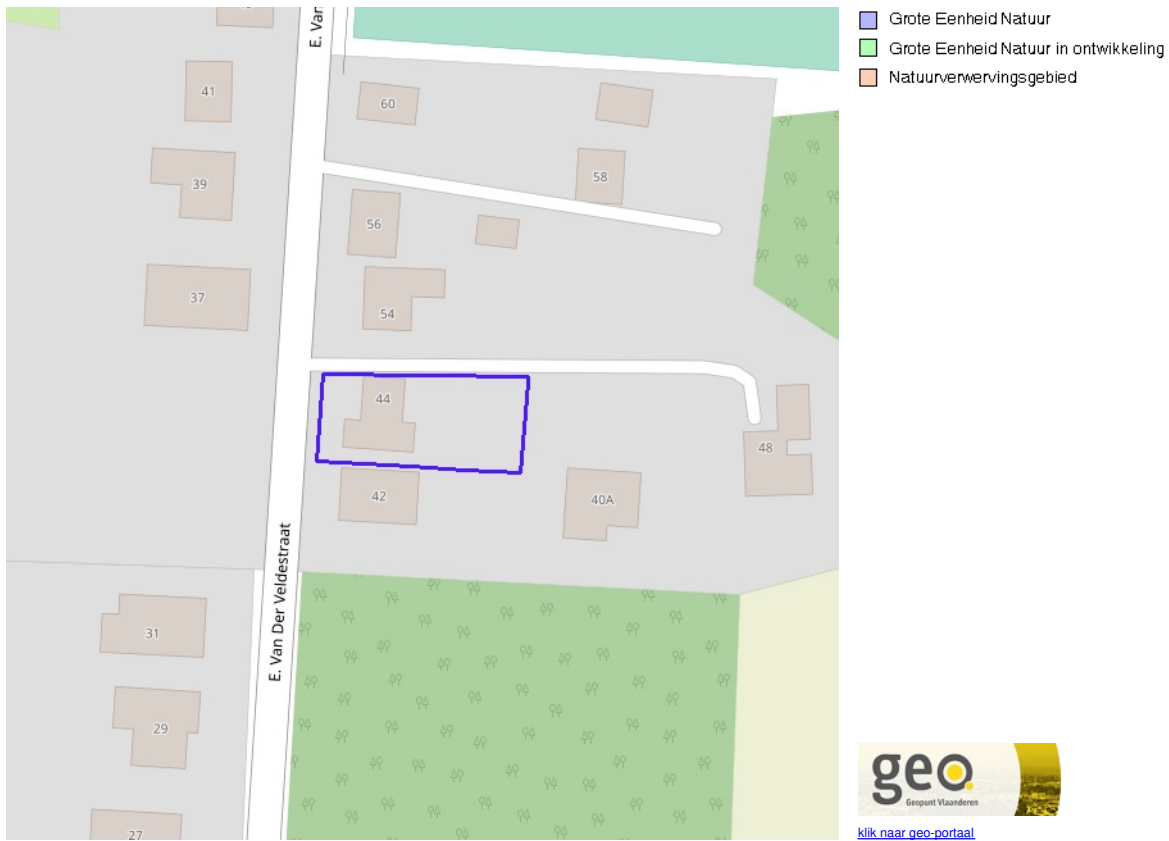 E. Van
Grote Eenheid Natuur
Grote Eenheid Natuur in ontwikkeling
Natuurverwervingsgebied
41
60
39
58
56
37
54
44
48
42
40A
E. Van Der Veldestraat
31
29
27
geo.
Geopunt Vlaanderen
klik naar geo-portaal